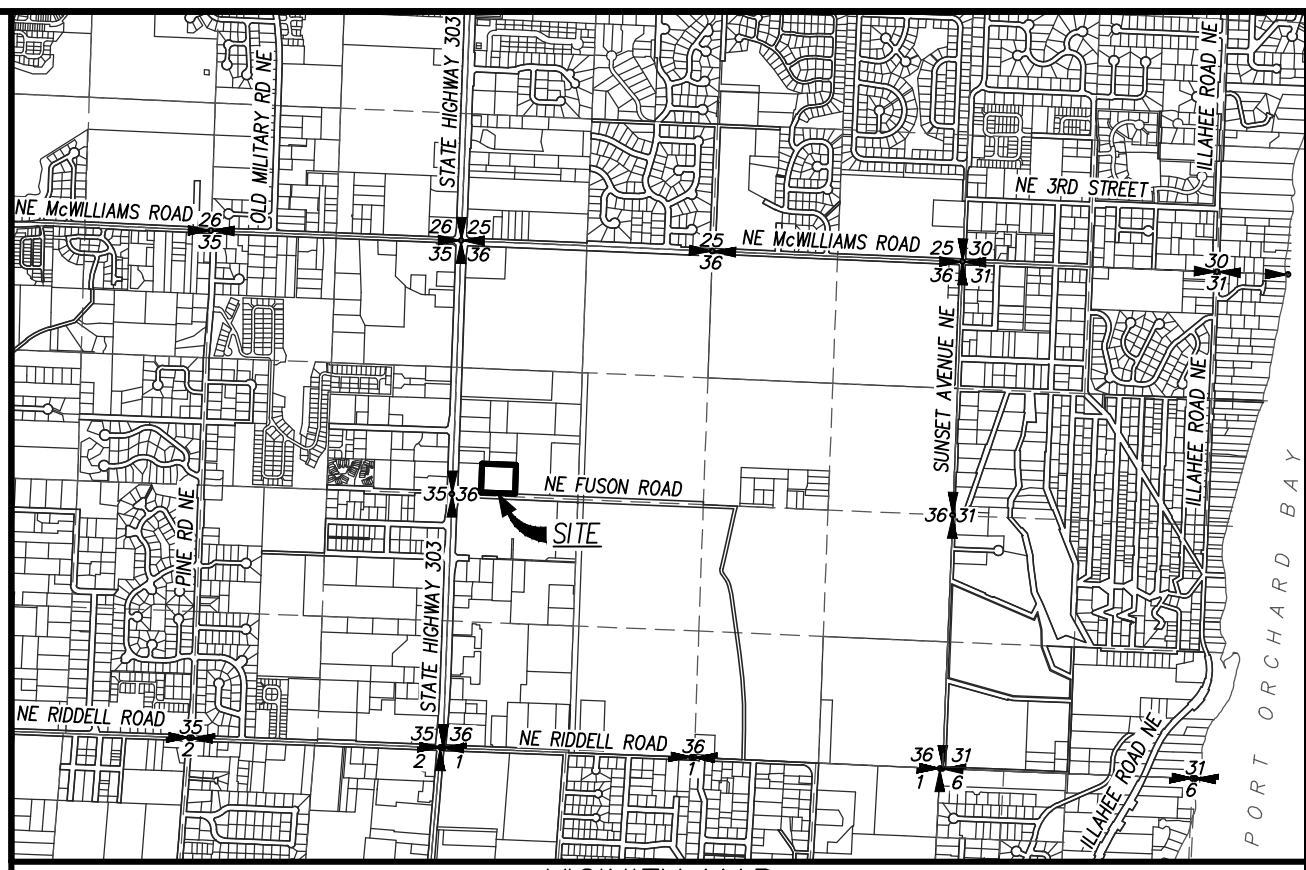 STATE HIGHWAY 303
OLD MILITARY RD NE
ILLAHEE ROAD NE
NE 3RD STREET
NE McWILLIAMS ROAD
26
35
26 25
35 36
25
36
NE McWILLIAMS ROAD
25 30
36 31
30
31
SUNSET AVENUE NE
ILLAHEE ROAD NE
PINE RD NE
35 36
NE FUSON ROAD
SITE
36 31
STATE HIGHWAY 303
PORT ORCHARD BAY
NE RIDDELL ROAD
35
2
35 36
2 1
NE RIDDELL ROAD
36
1
36 31
1 6
ILLAHEE ROAD NE
31
6